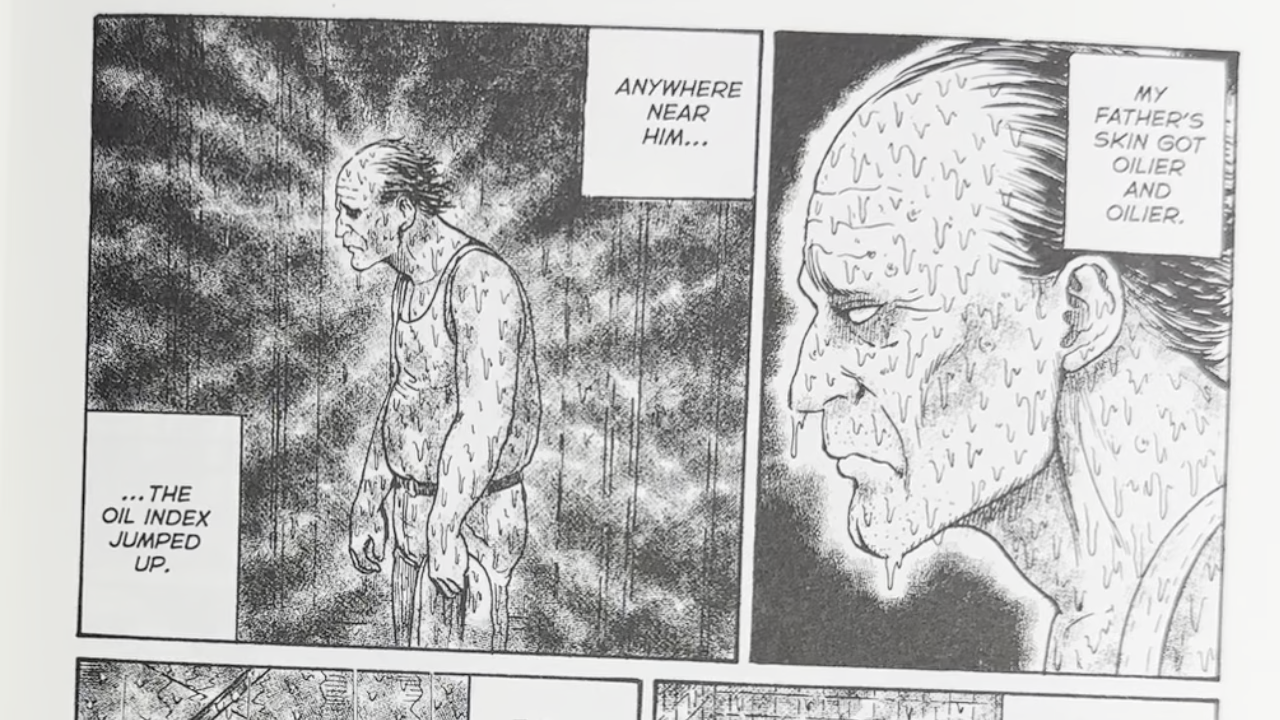 MY
FATHER'S
SKIN GOT
OILIER
AND
OILIER.
ANYWHERE
NEAR
HIM...
...THE
OIL INDEX
JUMPED
UP.